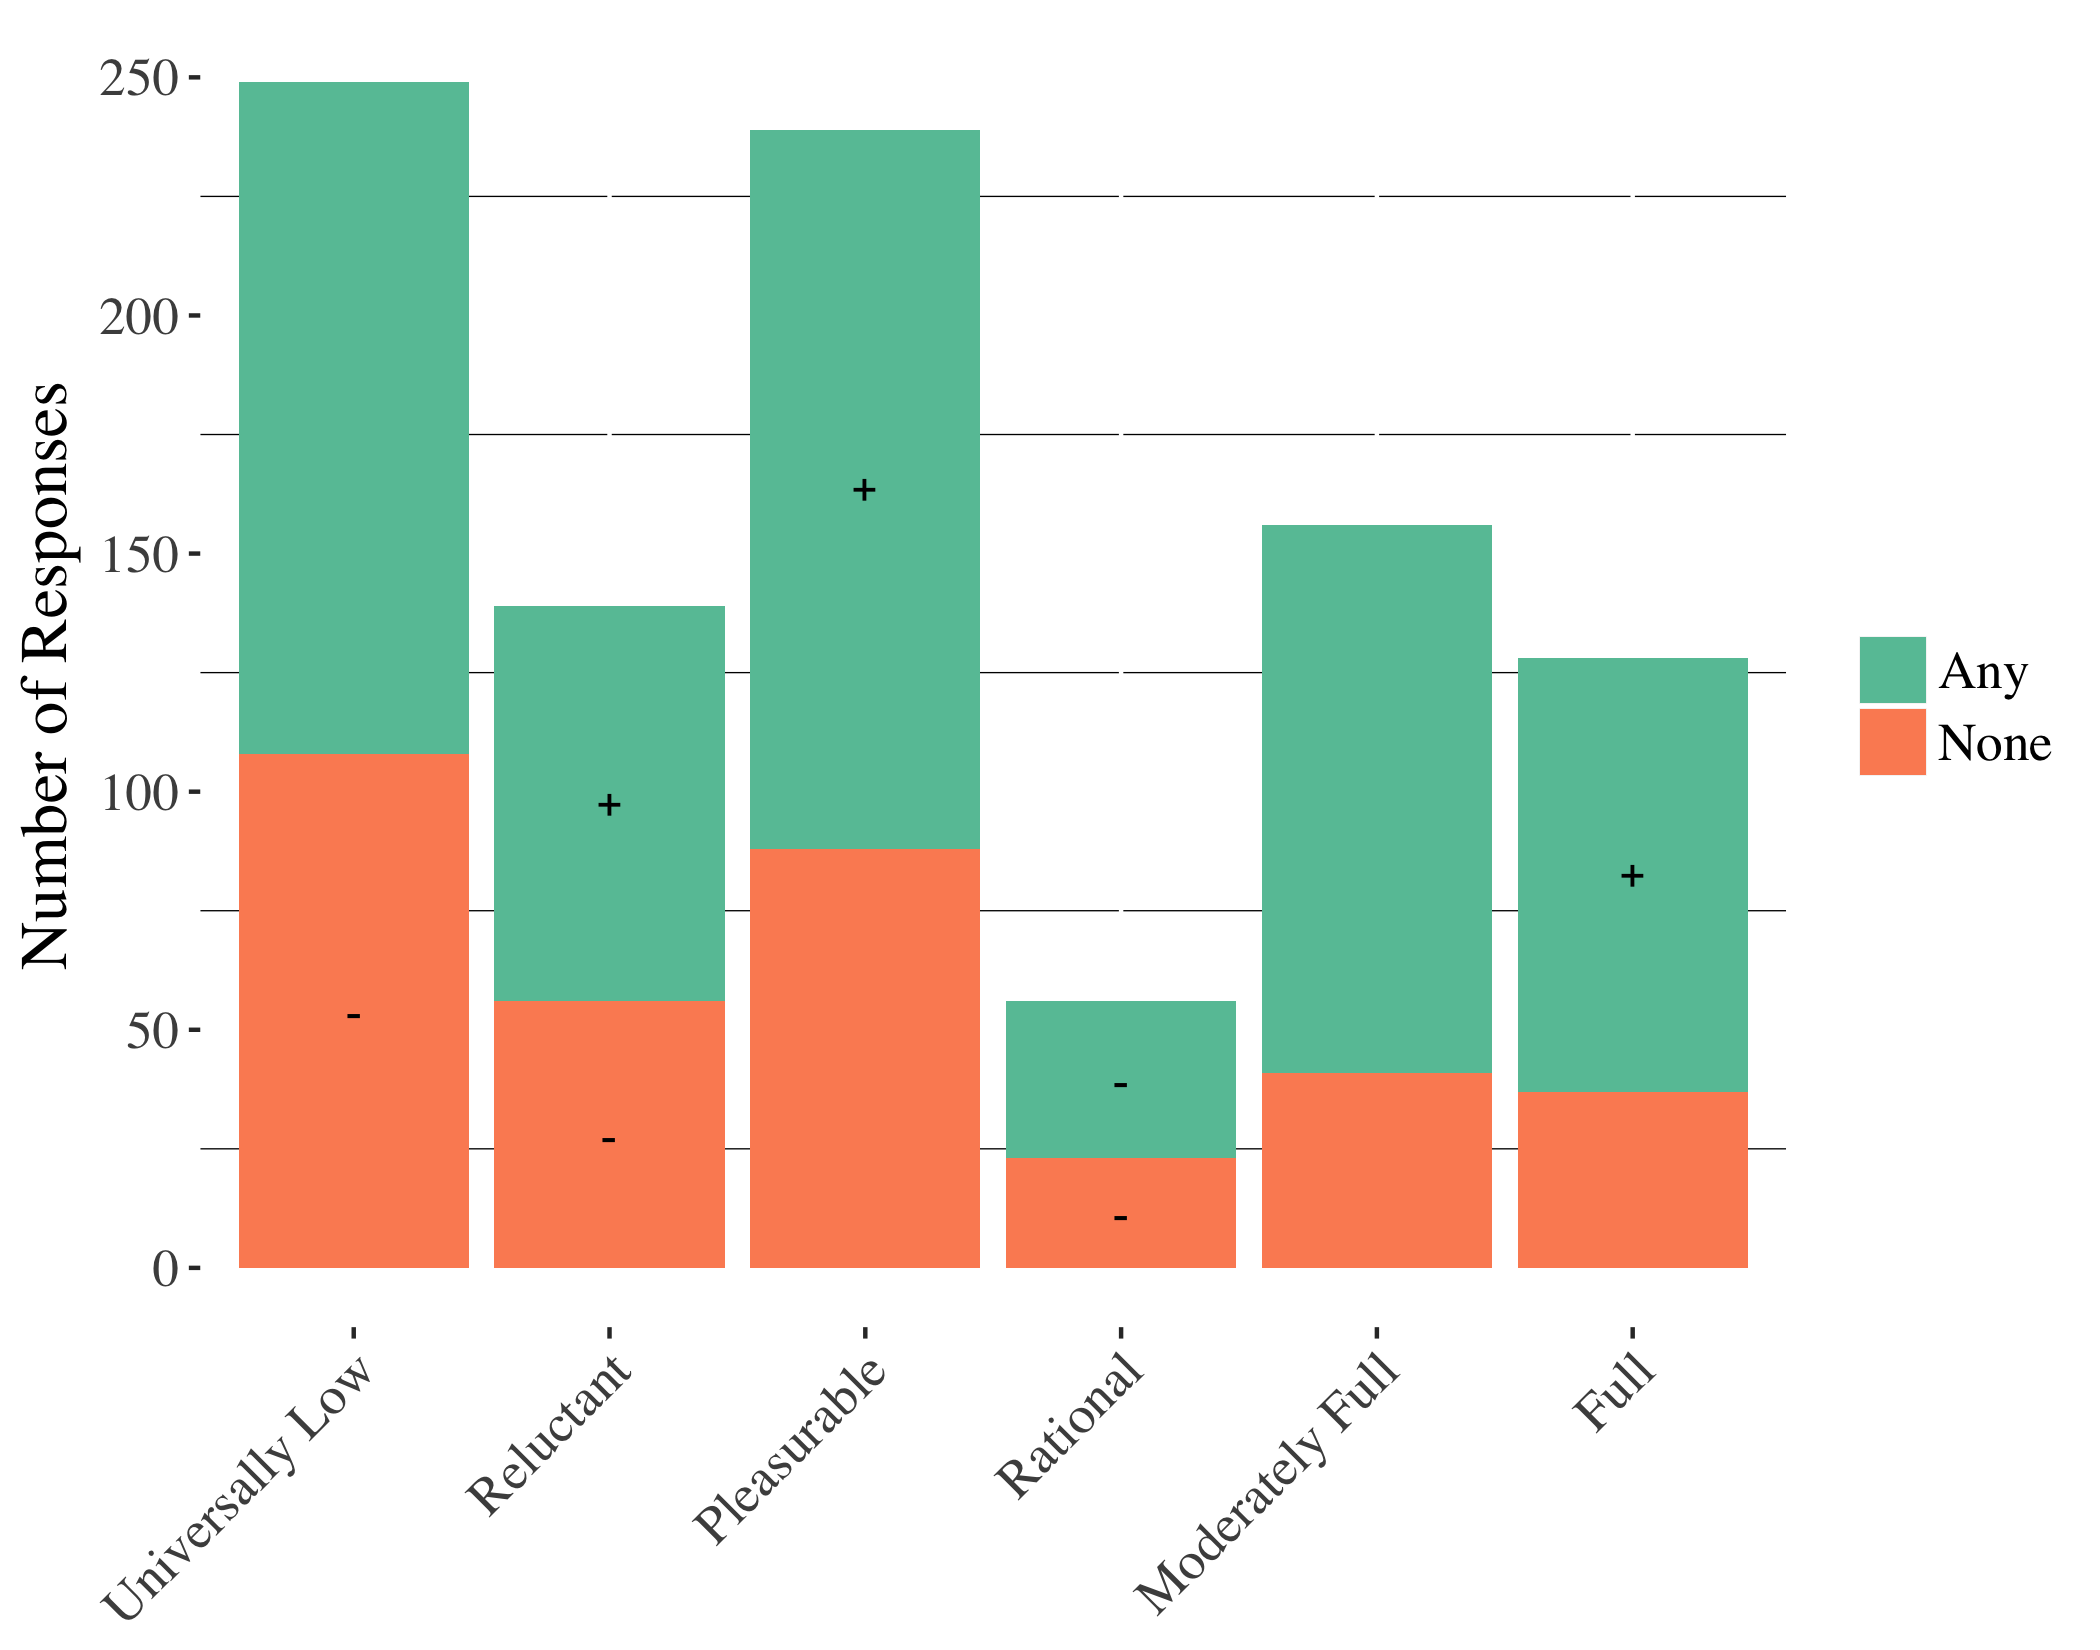 Number of Responses
250
200
150
100
50
0
+
+
+
-
-
-
-
Universally Low
Reluctant
Pleasurable
Rational
Moderately Full
Full
Any
None